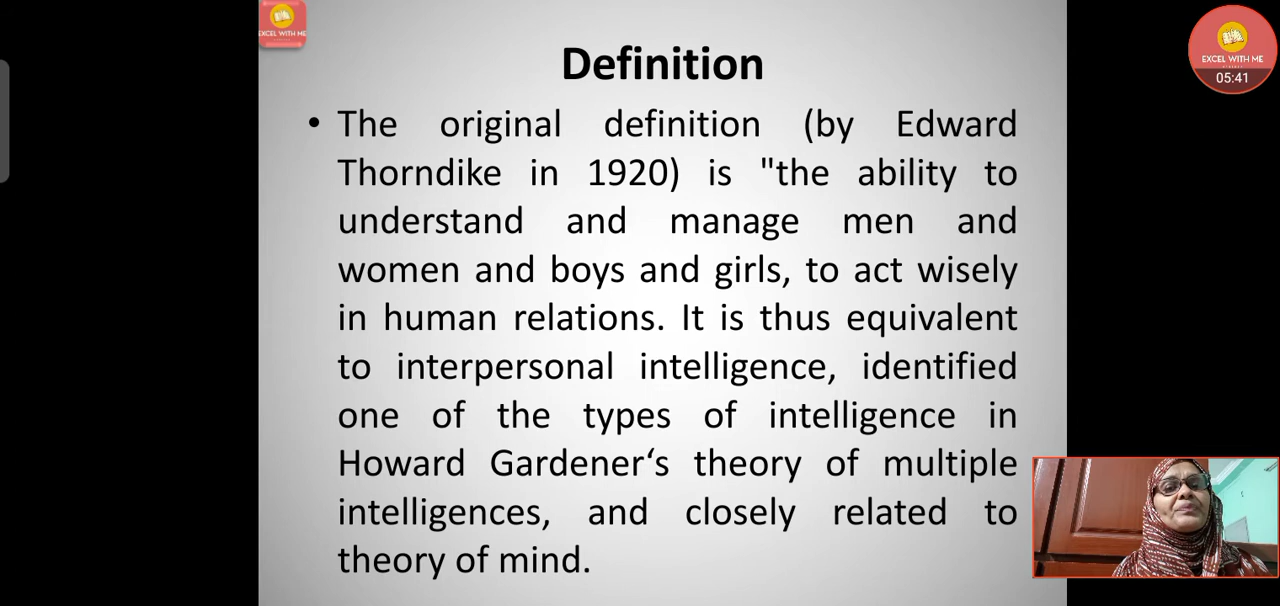 EXCEL WITH ME
EXCEL WITH ME
05:41
Definition
• The original definition (by Edward
Thorndike in 1920) is "the ability to
understand and manage men and
women and boys and girls, to act wisely
in human relations. It is thus equivalent
to interpersonal intelligence, identified
one of the types of intelligence in
Howard Gardener‘s theory of multiple
intelligences, and closely related to
theory of mind.